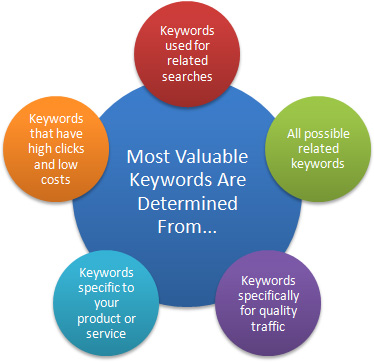 Keywords
used for
related
searches
Keywords
that have
high clicks
and low
costs
All possible
related
keywords
Most Valuable
Keywords Are
Determined
From...
Keywords
specific to
your
product or
service
Keywords
specifically
for quality
traffic